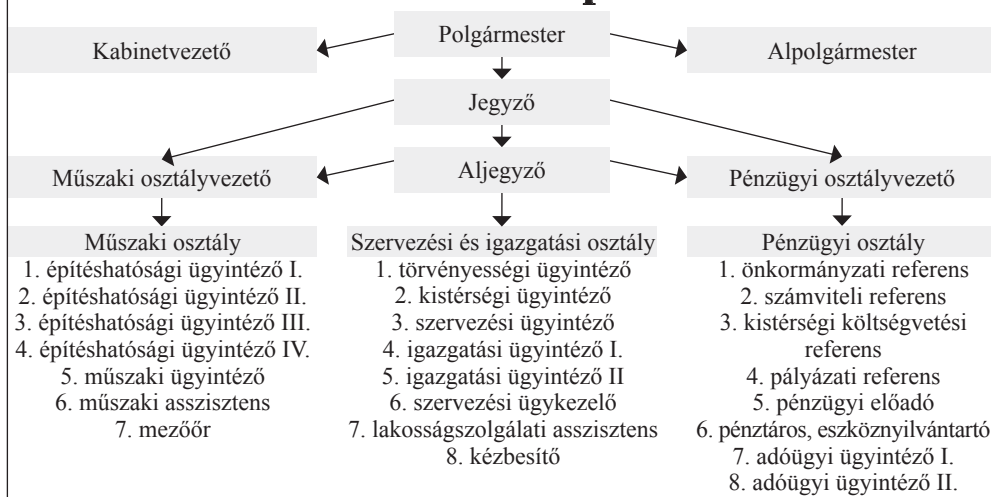 Polgármester
Kabinetvezető
Alpolgármester
Jegyző
Műszaki osztályvezető
Aljegyző
Pénzügyi osztályvezető
Műszaki osztály
1. építéshatósági ügyintéző I.
2. építéshatósági ügyintéző II.
3. építéshatósági ügyintéző III.
4. építéshatósági ügyintéző IV.
5. műszaki ügyintéző
6. műszaki asszisztens
7. mezőőr
Szervezési és igazgatási osztály
1. törvényességi ügyintéző
2. kistérségi ügyintéző
3. szervezési ügyintéző
4. igazgatási ügyintéző I.
5. igazgatási ügyintéző II
6. szervezési ügykezelő
7. lakosságszolgálati asszisztens
8. kézbesítő
Pénzügyi osztály
1. önkormányzati referens
2. számviteli referens
3. kistérségi költségvetési
referens
4. pályázati referens
5. pénzügyi előadó
6. pénztáros, eszköznyilvántartó
7. adóügyi ügyintéző I.
8. adóügyi ügyintéző II.